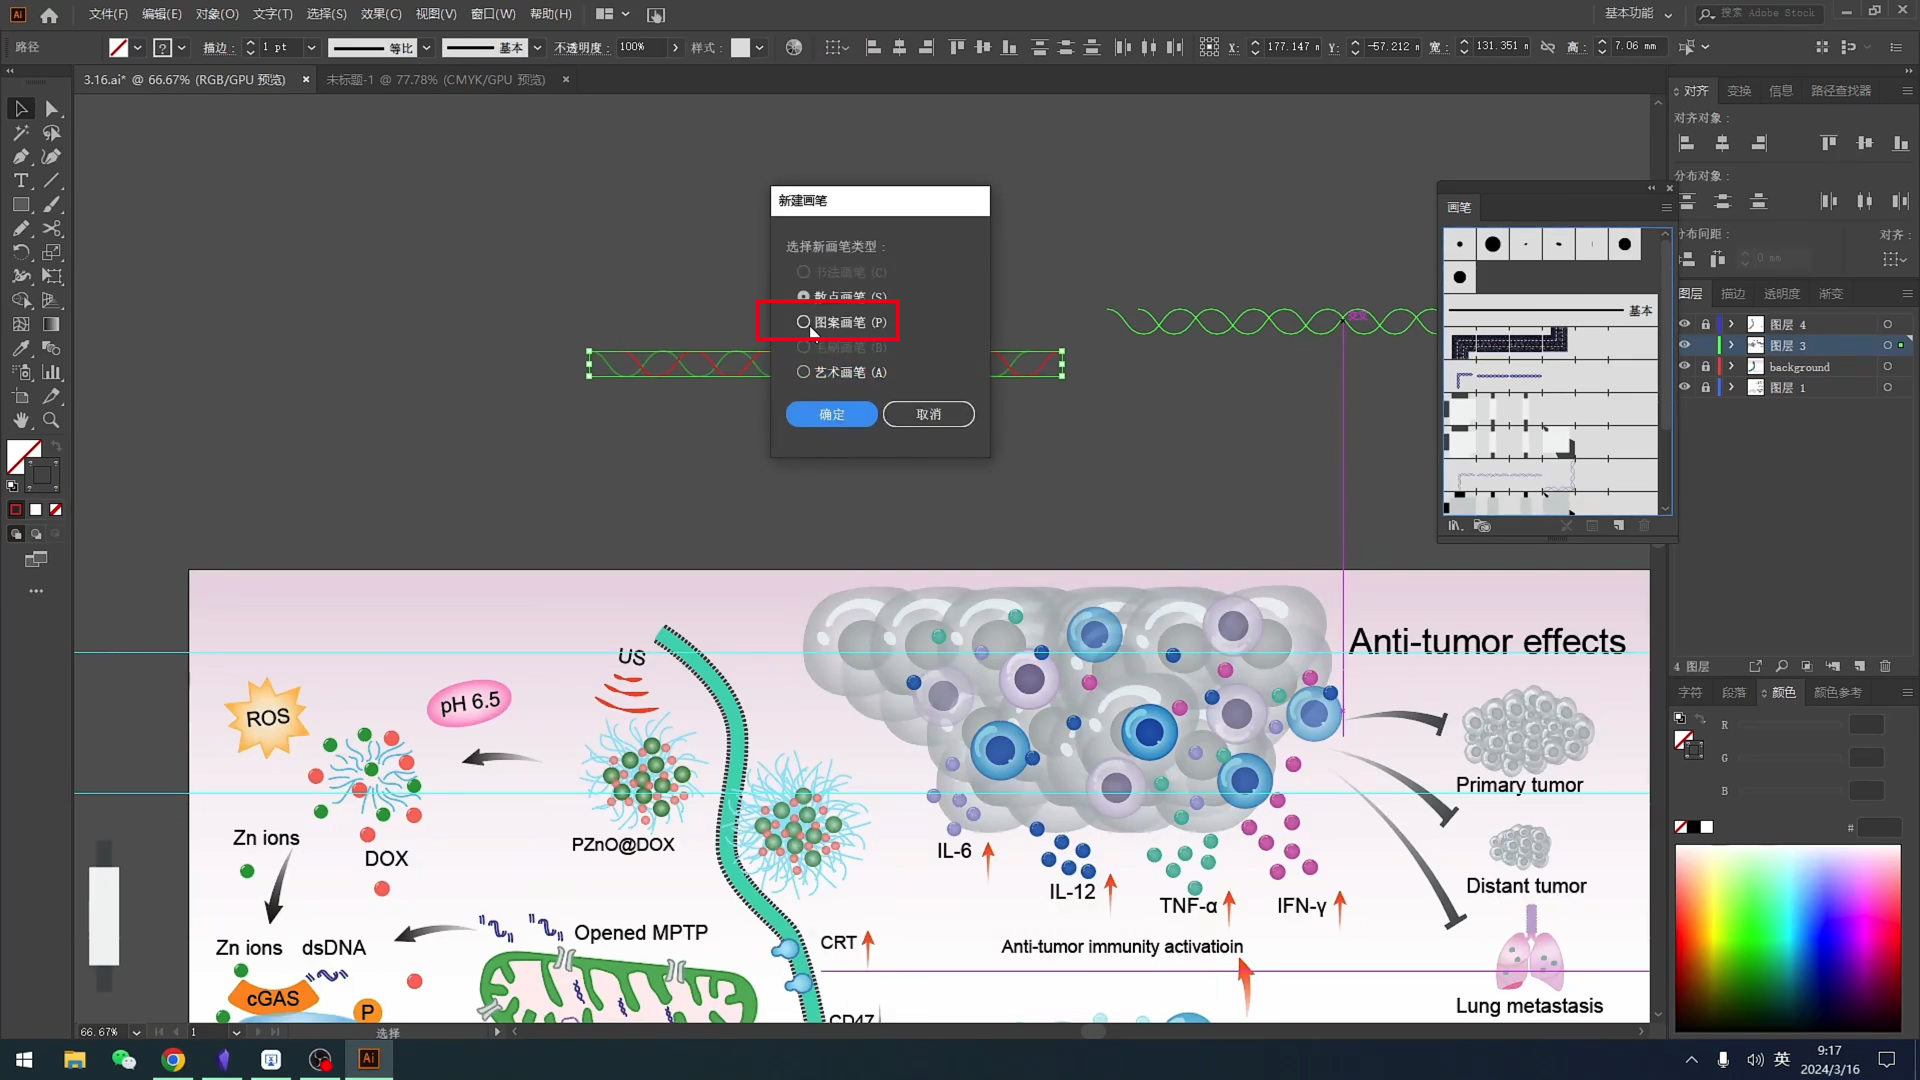 Ai 文件(F) 编辑(E) 对象(O) 文字(T) 选择(S) 效果(C) 视图(V) 窗口(W) 帮助(H) 基本功能 搜索 Adobe Stock
路径 ? 描边: 1 pt 等比 基本 不透明度: 100% 样式: X: 177.147 m Y: -57.212 m 宽: 131.351 m 高: 7.06 mm
3.16.ai* @ 66.67% (RGB/GPU 预览) × 未标题-1 @ 77.78% (CMYK/GPU 预览) ×
对齐 变换 信息 路径查找器
对齐对象:
分布对象:
分布间距: 对齐:
0 mm
画笔
基本
新建画笔
选择新画笔类型:
书法画笔 (C)
散点画笔 (S)
图案画笔 (P)
毛刷画笔 (B)
艺术画笔 (A)
确定 取消
图层 描边 透明度 渐变
图层 4
图层 3
background
图层 1
4 图层
字符 段落 颜色 颜色参考
R
G
B
#
Anti-tumor effects
US
ROS
pH 6.5
Zn ions
DOX
PZnO@DOX
IL-6
IL-12
TNF-α
IFN-γ
Primary tumor
Distant tumor
Lung metastasis
Zn ions dsDNA
Opened MPTP
CRT
Anti-tumor immunity activatioin
cGAS
P
CD47
66.67% 1 选择
Ai 英 9:17
2024/3/16